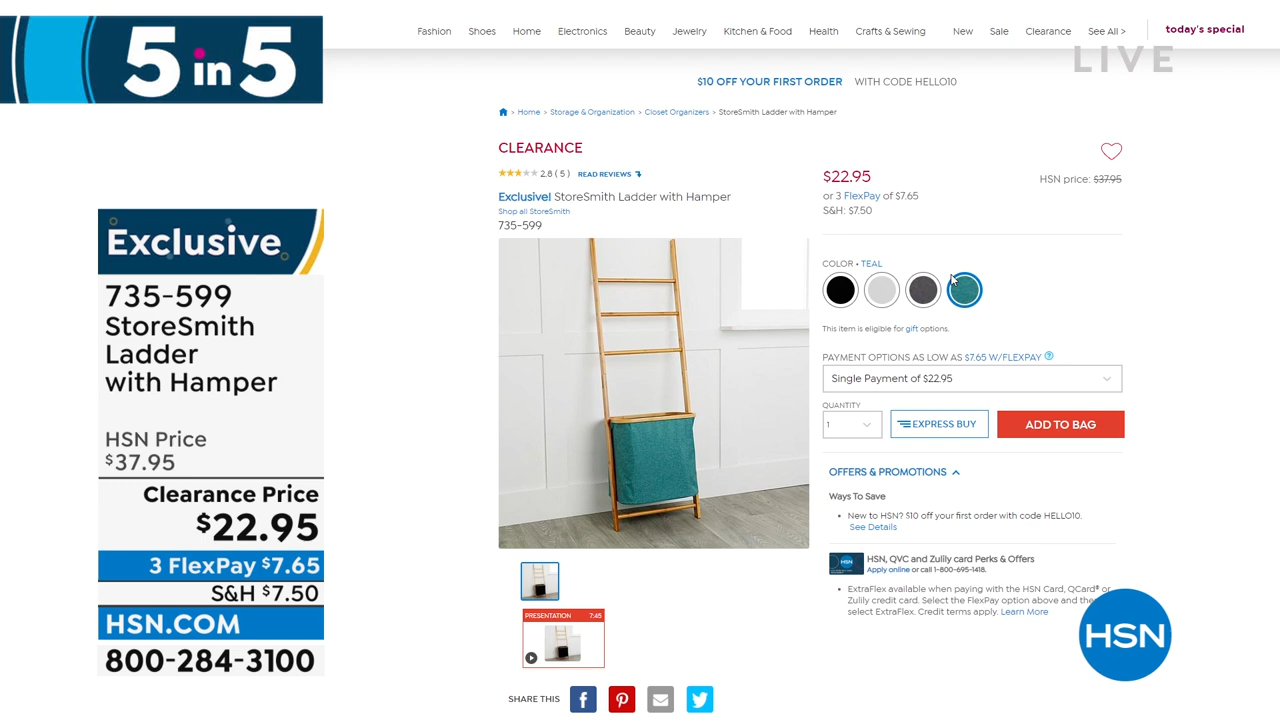 5 in 5
Fashion Shoes Home Electronics Beauty Jewelry Kitchen & Food Health Crafts & Sewing New Sale Clearance See All > today's special
LIVE
$10 OFF YOUR FIRST ORDER WITH CODE HELLO10
> Home > Storage & Organization > Closet Organizers > StoreSmith Ladder with Hamper
CLEARANCE
2.8 ( 5 ) READ REVIEWS
Exclusive! StoreSmith Ladder with Hamper
Shop all StoreSmith
735-599
$22.95
HSN price: $37.95
or 3 FlexPay of $7.65
S&H: $7.50
COLOR • TEAL
This item is eligible for gift options.
PAYMENT OPTIONS AS LOW AS $7.65 W/FLEXPAY ?
Single Payment of $22.95
QUANTITY
1
EXPRESS BUY
ADD TO BAG
OFFERS & PROMOTIONS
Ways To Save
• New to HSN? $10 off your first order with code HELLO10.
See Details
HSN, QVC and Zulily card Perks & Offers
Apply online or call 1-800-695-1418.
• ExtraFlex available when paying with the HSN Card, QCard® or
Zulily credit card. Select the FlexPay option above and
select ExtraFlex. Credit terms apply. Learn More
PRESENTATION 7:45
SHARE THIS
Exclusive
735-599
StoreSmith
Ladder
with Hamper
HSN Price
$37.95
Clearance Price
$22.95
3 FlexPay $7.65
S&H $7.50
HSN.COM
800-284-3100
HSN